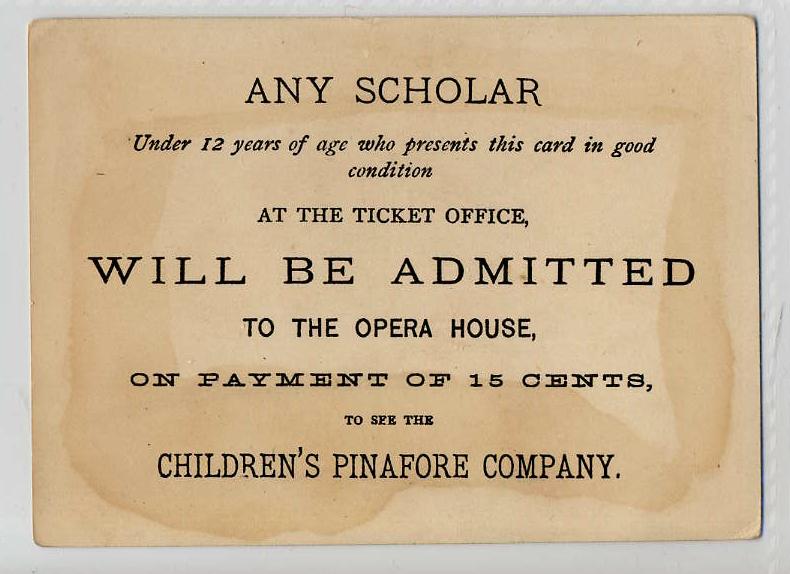 ANY SCHOLAR
Under 12 years of age who presents this card in good
condition
AT THE TICKET OFFICE,
WILL BE ADMITTED
TO THE OPERA HOUSE,
ON PAYMENT OF 15 CENTS,
TO SEE THE
CHILDREN'S PINAFORE COMPANY.